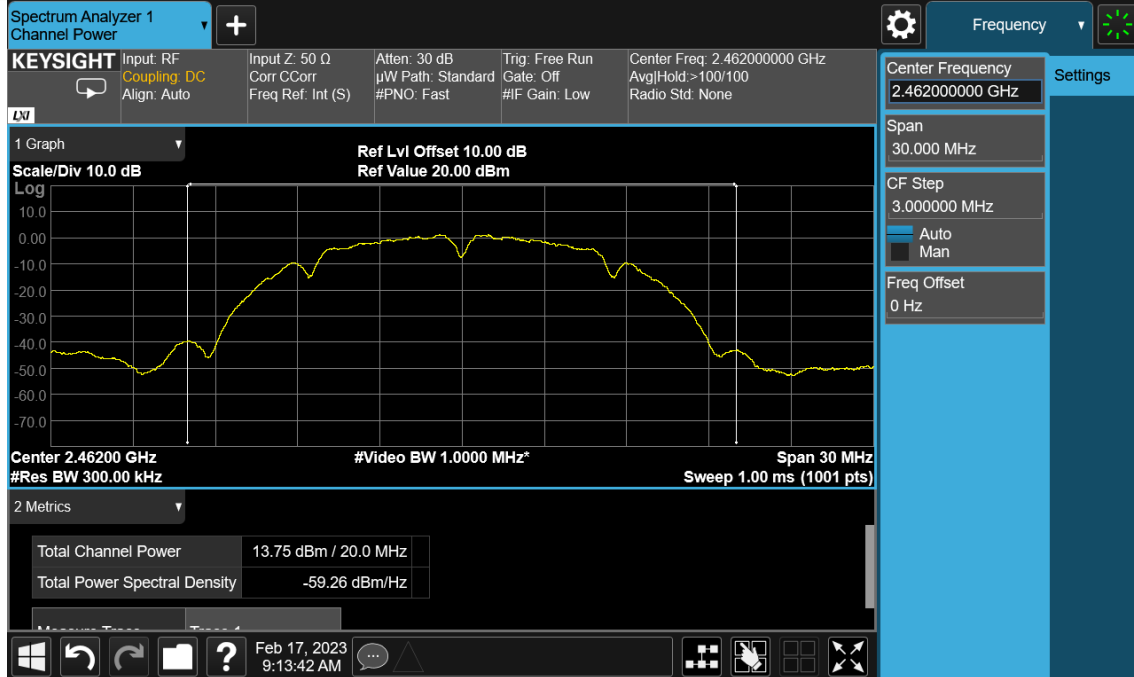 Spectrum Analyzer 1
Channel Power
+
Frequency
KEYSIGHT
LXI
Input: RF
Coupling: DC
Align: Auto
Input Z: 50 Ω
Corr CCorr
Freq Ref: Int (S)
Atten: 30 dB
µW Path: Standard
#PNO: Fast
Trig: Free Run
Gate: Off
#IF Gain: Low
Center Freq: 2.462000000 GHz
Avg|Hold:>100/100
Radio Std: None
Center Frequency
2.462000000 GHz
Settings
Span
30.000 MHz
CF Step
3.000000 MHz
Auto
Man
Freq Offset
0 Hz
1 Graph
Scale/Div 10.0 dB
Ref Lvl Offset 10.00 dB
Ref Value 20.00 dBm
Log
10.0
0.00
-10.0
-20.0
-30.0
-40.0
-50.0
-60.0
-70.0
Center 2.46200 GHz
#Video BW 1.0000 MHz*
Span 30 MHz
#Res BW 300.00 kHz
Sweep 1.00 ms (1001 pts)
2 Metrics
Total Channel Power 13.75 dBm / 20.0 MHz
Total Power Spectral Density -59.26 dBm/Hz
Measure Trace Trace 1
?
Feb 17, 2023
9:13:42 AM